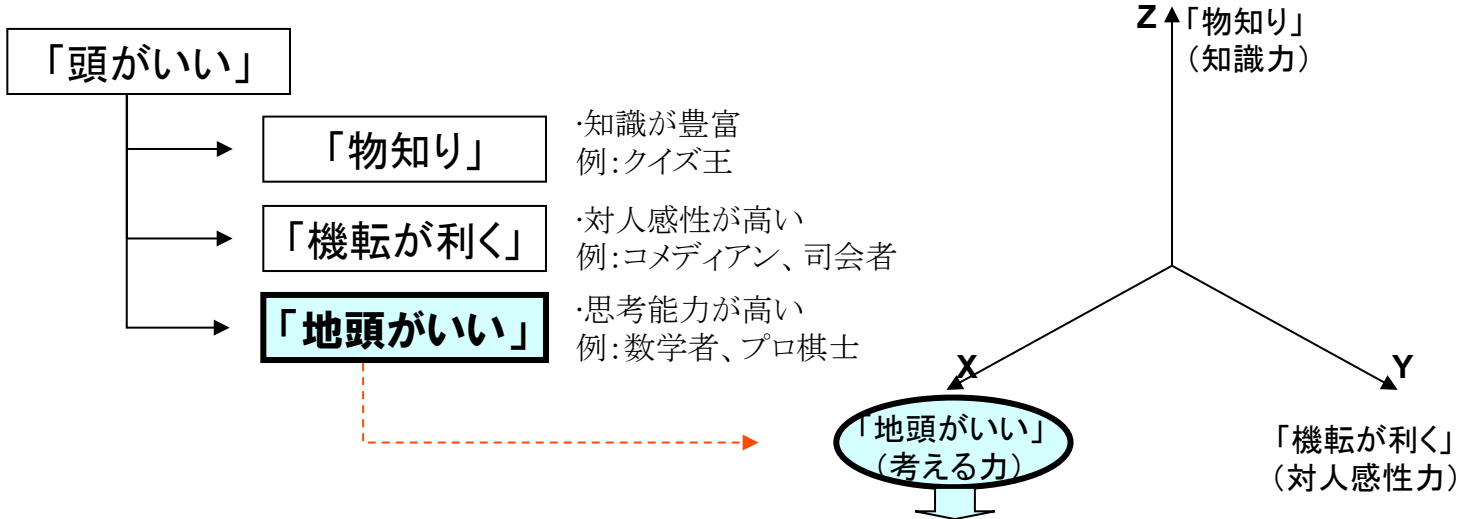 「頭がいい」
「物知り」
・知識が豊富
例:クイズ王
「機転が利く」
・対人感性が高い
例:コメディアン、司会者
「地頭がいい」
・思考能力が高い
例:数学者、プロ棋士
Z
「物知り」
(知識力)
X
「地頭がいい」
(考える力)
Y
「機転が利く」
(対人感性力)